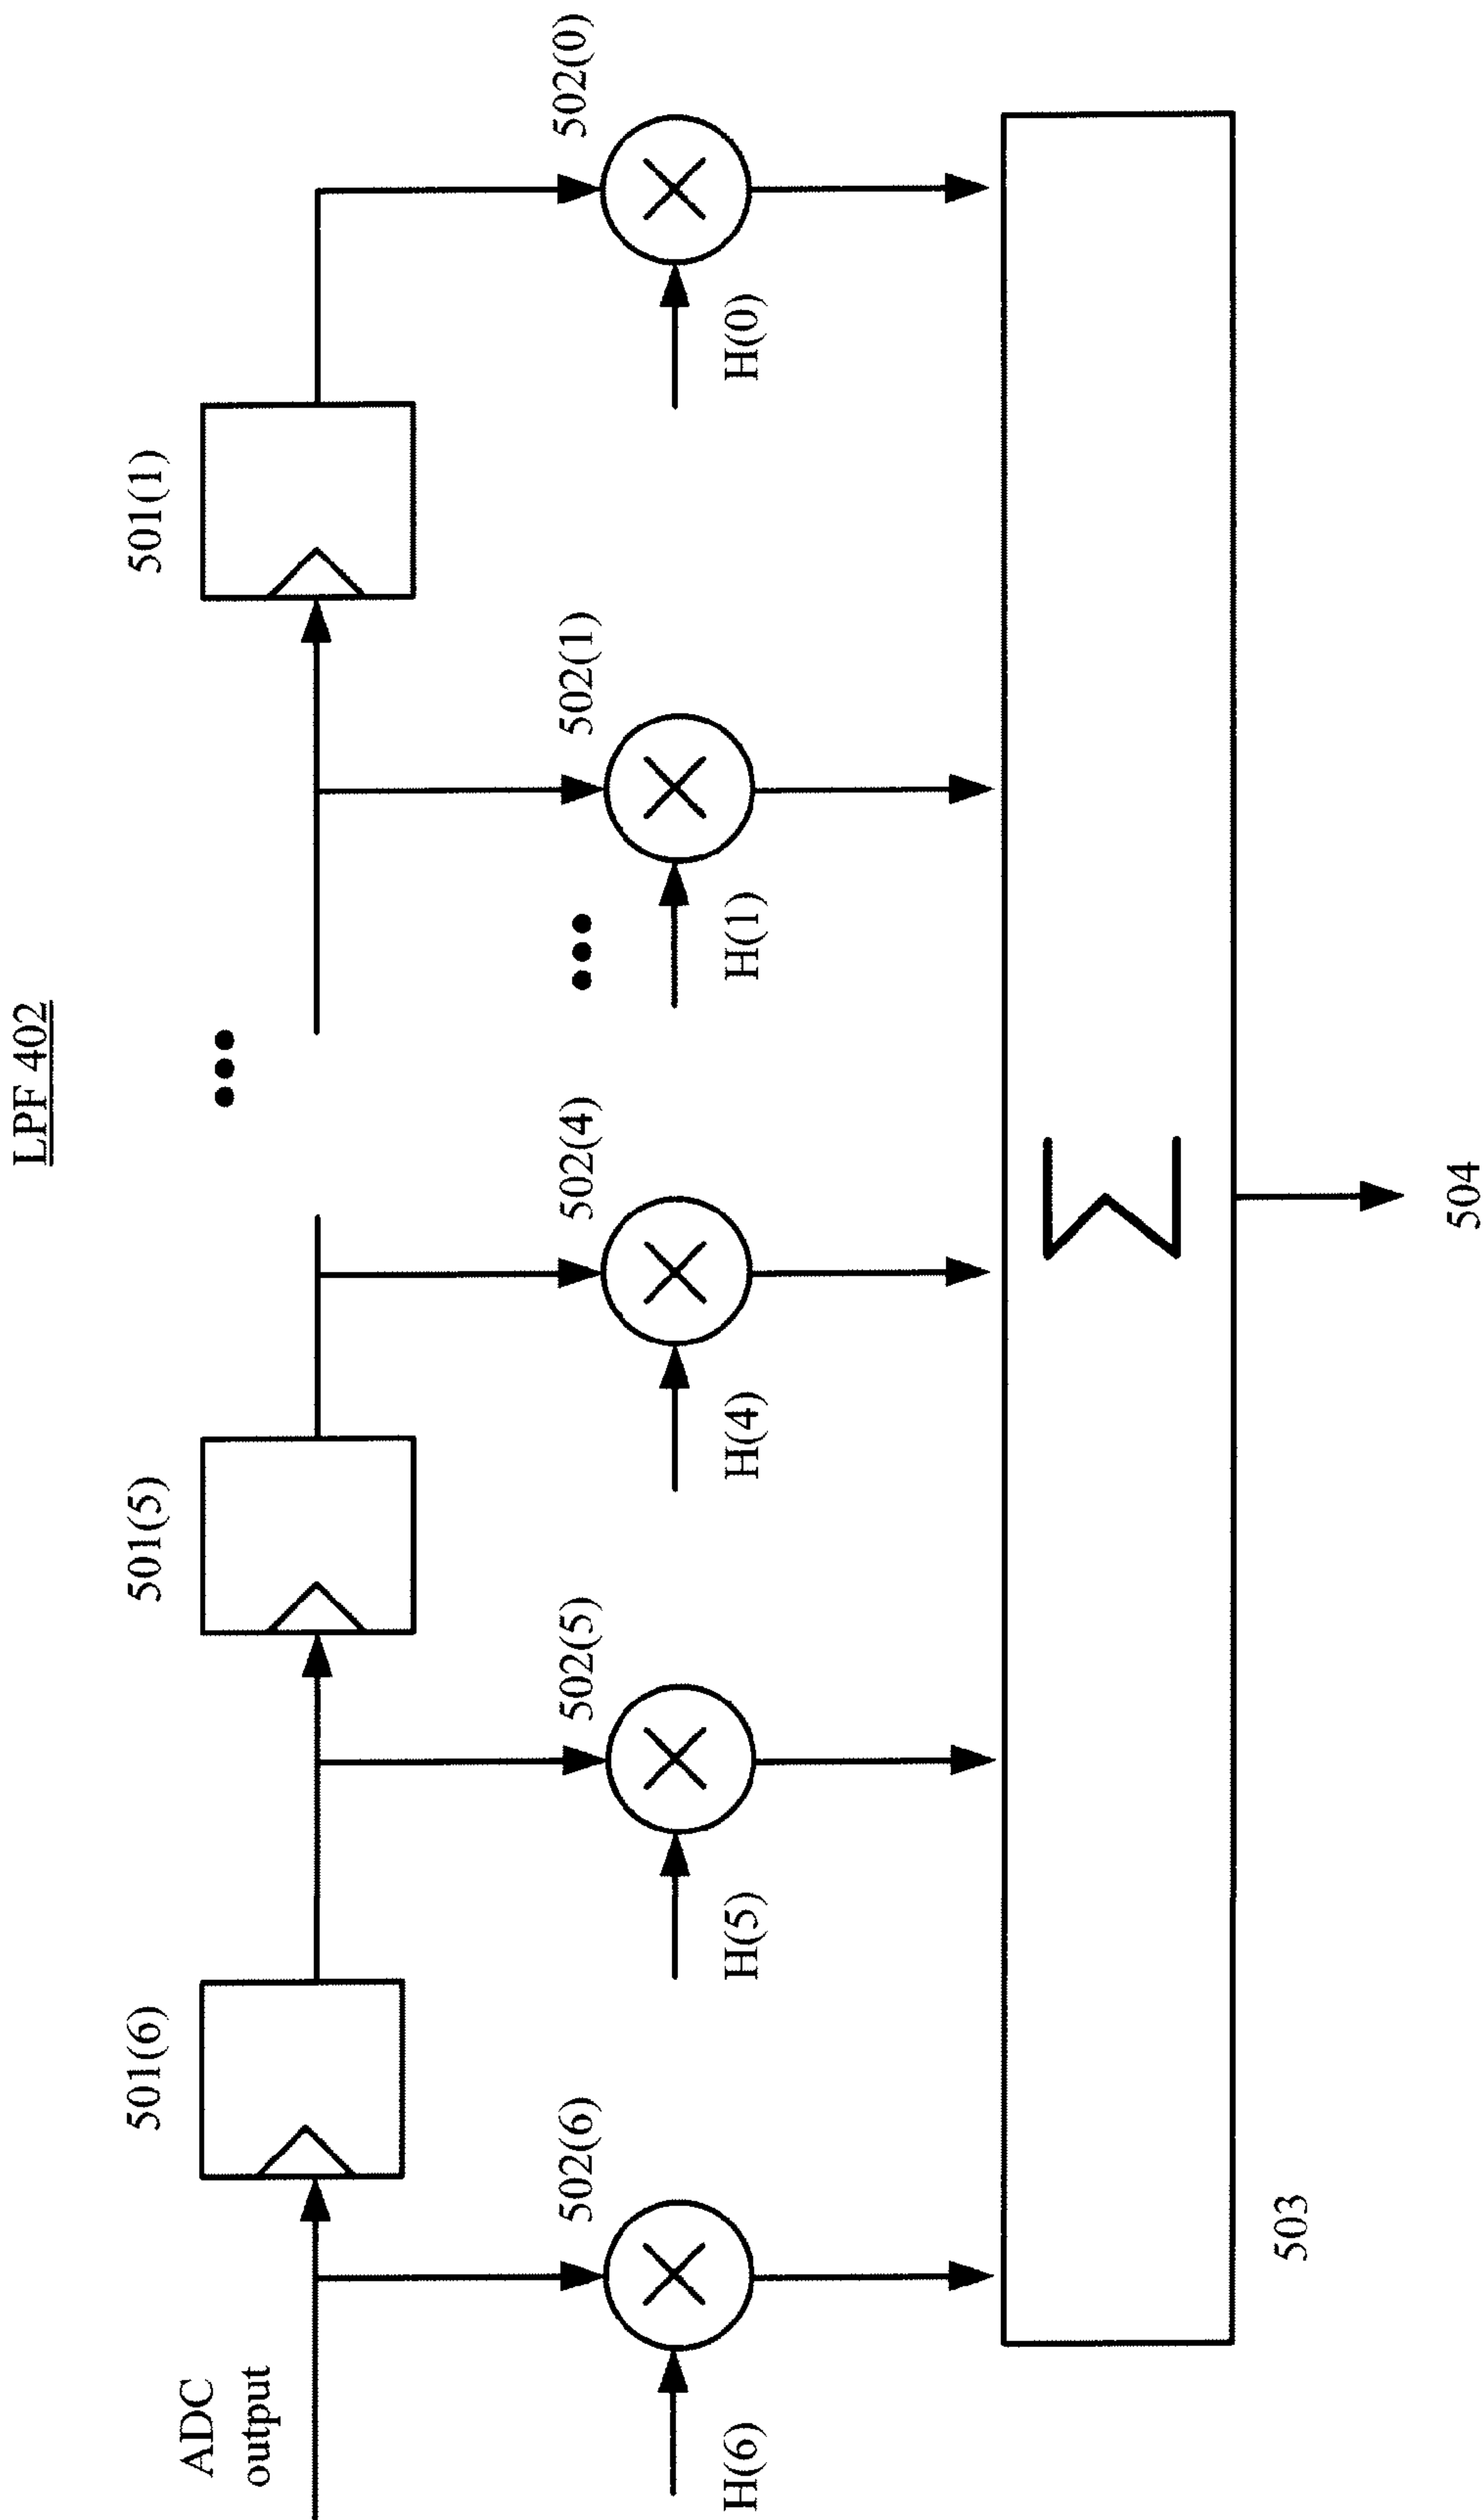 LPF 402
ADC
output
501(6)
501(5)
501(1)
502(6)
502(5)
502(4)
502(1)
502(0)
H(6)
H(5)
H(4)
H(1)
H(0)
Σ
503
504